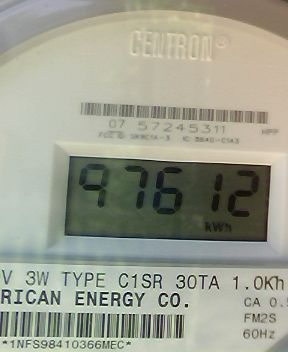 CENTRON®
07 57245311 HPP
97612
kWh
V 3W TYPE C1SR 30TA 1.0Kh
RICAN ENERGY CO. CA 0.5
FM2S
*1NFS98410366MEC* 60Hz